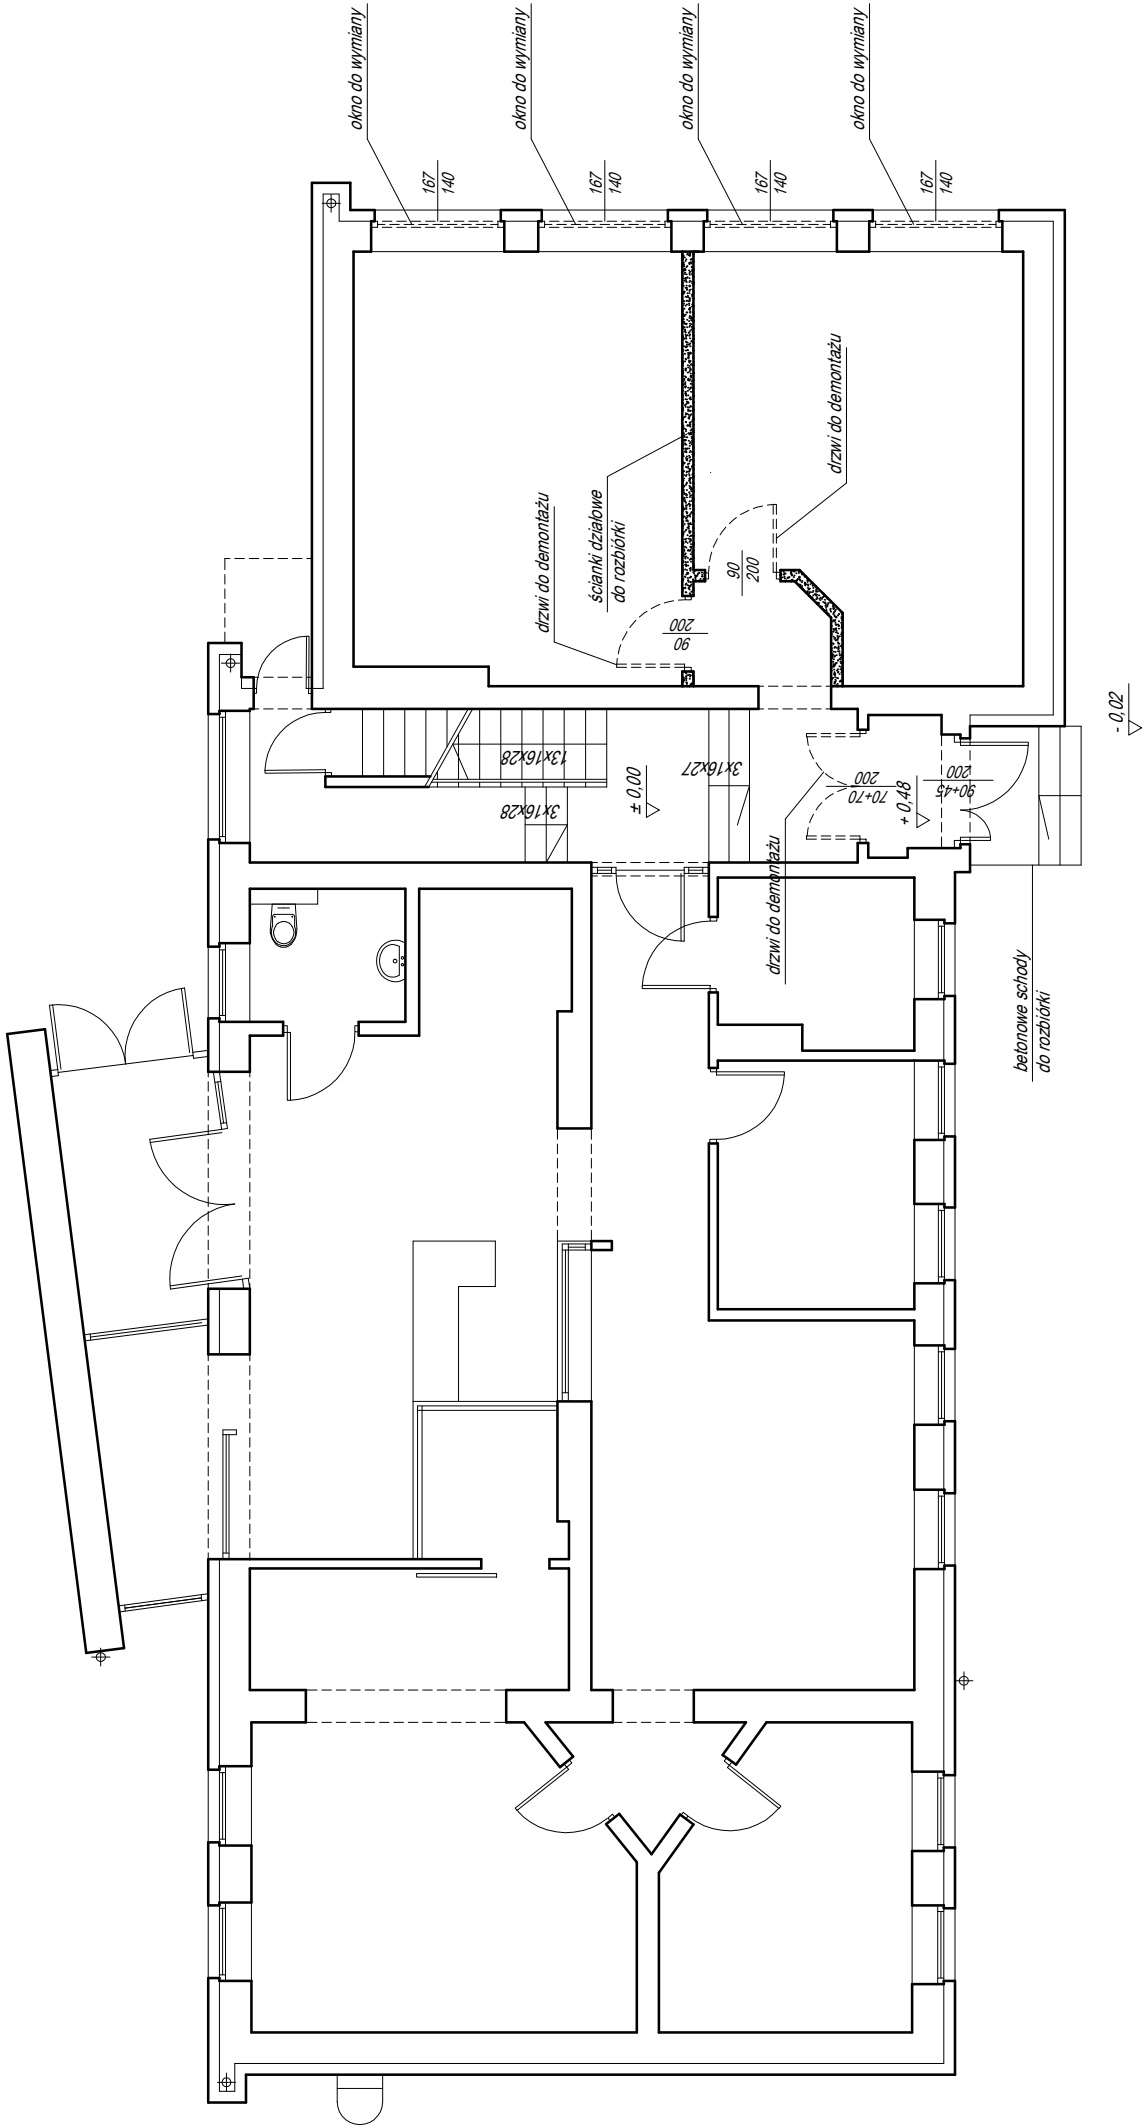 okno do wymiany
okno do wymiany
okno do wymiany
okno do wymiany
167
140
167
140
167
140
167
140
drzwi do demontażu
ścianki działowe
do rozbiórki
drzwi do demontażu
90
200
90
200
13x16x28
3x16x28
± 0,00
3x16x27
70+70
200
+ 0,48
90+45
200
- 0,02
drzwi do demontażu
betonowe schody
do rozbiórki